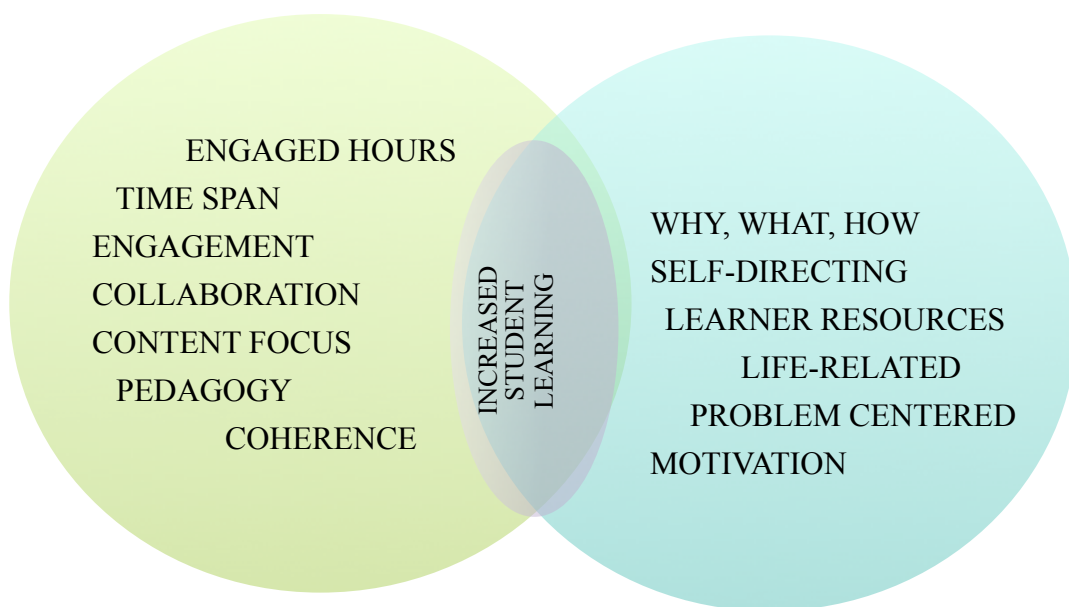 ENGAGED HOURS
TIME SPAN
ENGAGEMENT
COLLABORATION
CONTENT FOCUS
PEDAGOGY
COHERENCE
INCREASED
STUDENT
LEARNING
WHY, WHAT, HOW
SELF-DIRECTING
LEARNER RESOURCES
LIFE-RELATED
PROBLEM CENTERED
MOTIVATION